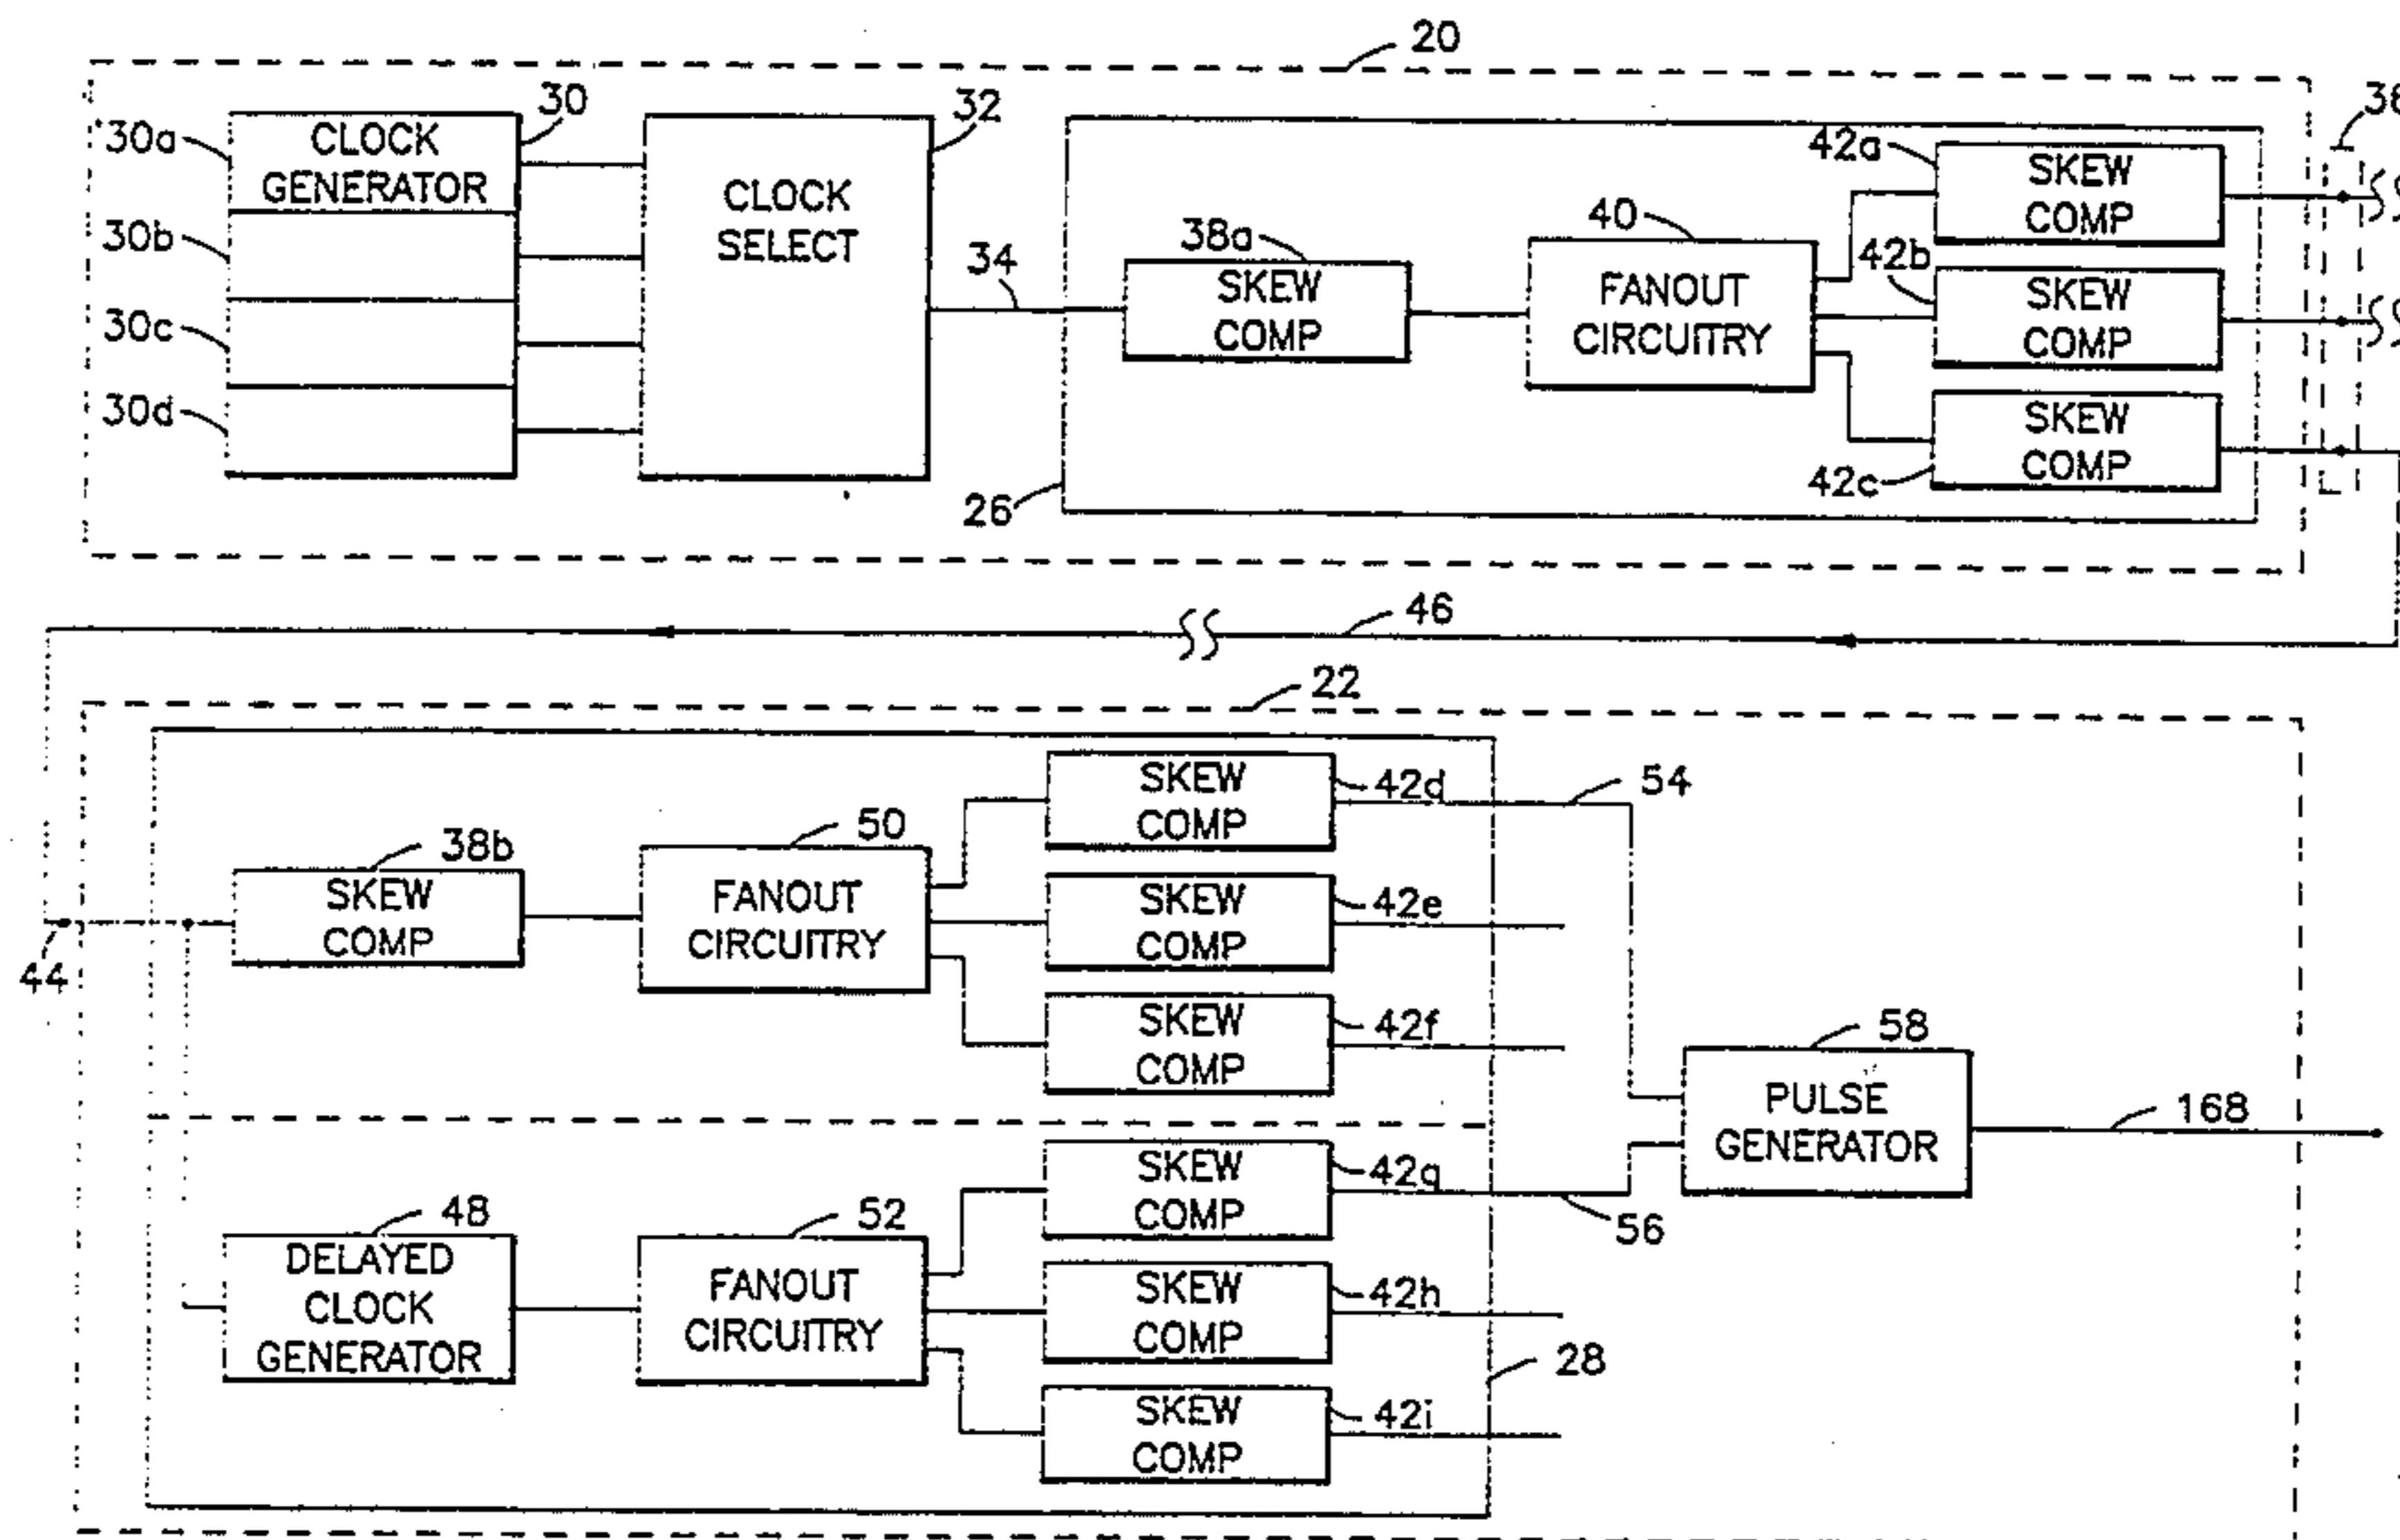 20
30a
CLOCK
GENERATOR
30
30b
30c
30d
CLOCK
SELECT
32
34
26
38a
SKEW
COMP
40
FANOUT
CIRCUITRY
42a
SKEW
COMP
42b
SKEW
COMP
42c
SKEW
COMP
46
22
44
38b
SKEW
COMP
50
FANOUT
CIRCUITRY
SKEW
COMP
42d
54
SKEW
COMP
42e
SKEW
COMP
42f
58
PULSE
GENERATOR
168
48
DELAYED
CLOCK
GENERATOR
52
FANOUT
CIRCUITRY
SKEW
COMP
42g
56
SKEW
COMP
42h
28
SKEW
COMP
42i